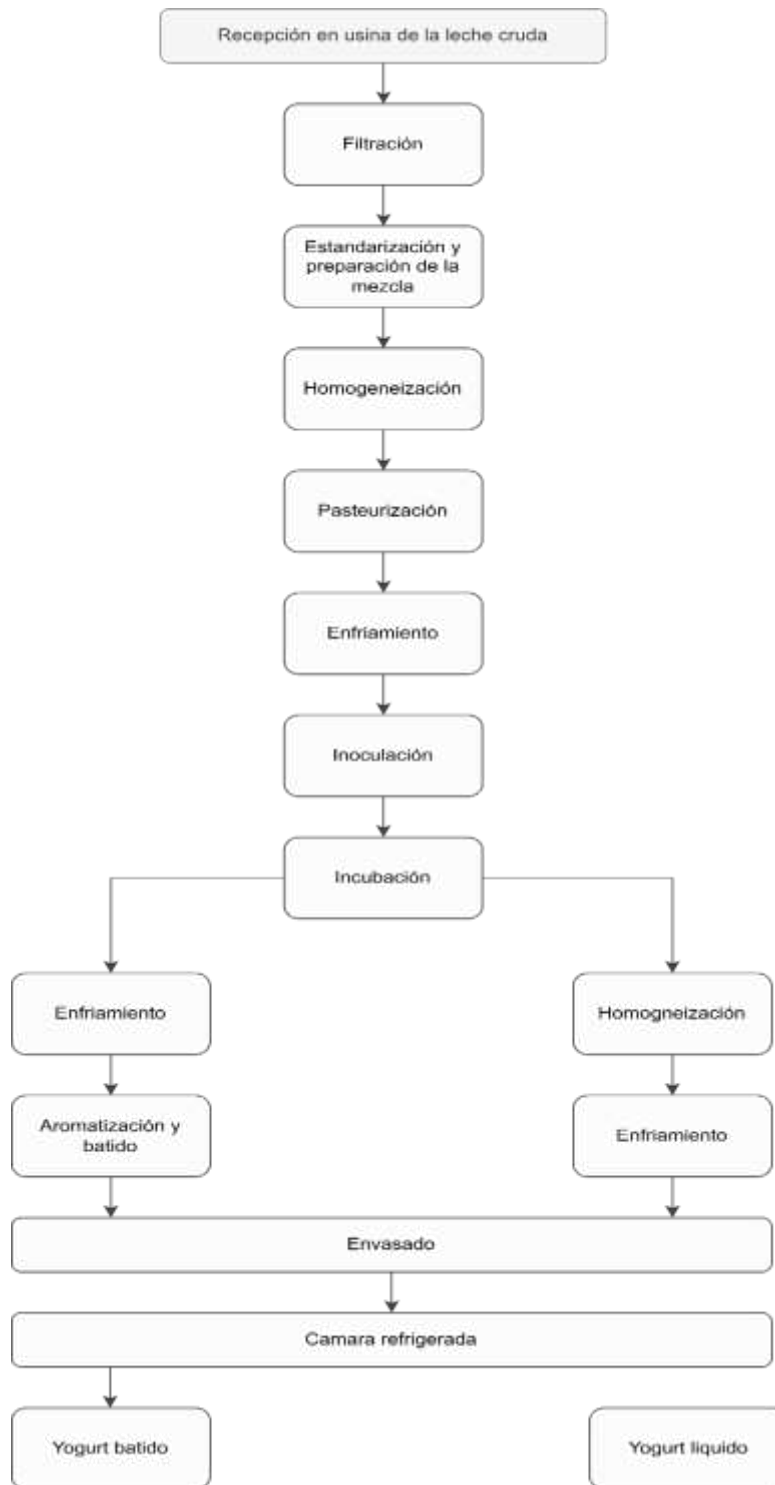 Recepción en usina de la leche cruda
Filtración
Estandarización y
preparación de la
mezcla
Homogeneización
Pasteurización
Enfriamiento
Inoculación
Incubación
Enfriamiento
Homogneización
Aromatización y
batido
Enfriamiento
Envasado
Camara refrigerada
Yogurt batido
Yogurt liquido